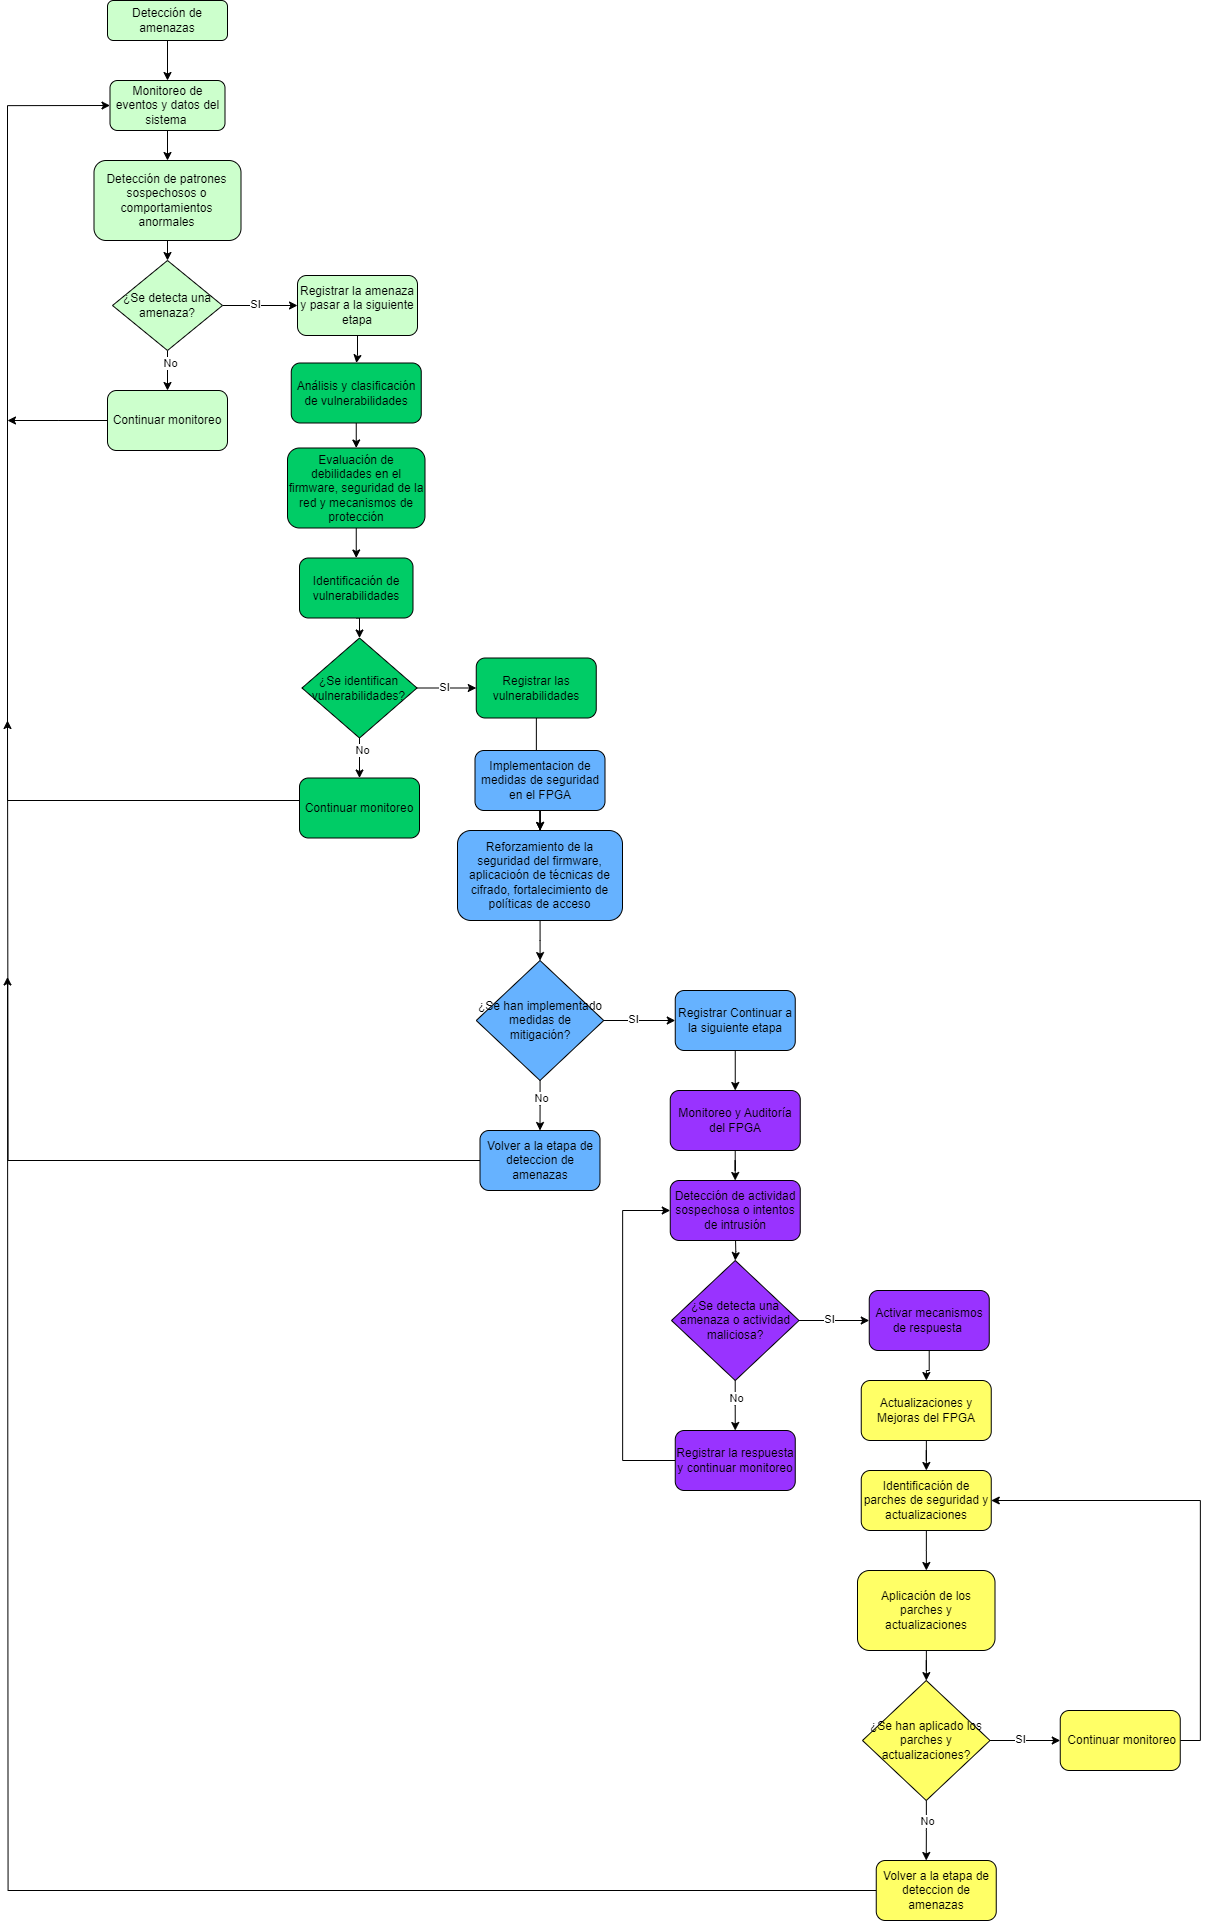 Detección de
amenazas
Monitoreo de
eventos y datos del
sistema
Detección de patrones
sospechosos o
comportamientos
anormales
¿Se detecta una
amenaza?
SI
Registrar la amenaza
y pasar a la siguiente
etapa
No
Continuar monitoreo
Análisis y clasificación
de vulnerabilidades
Evaluación de
debilidades en el
firmware, seguridad de la
red y mecanismos de
protección
Identificación de
vulnerabilidades
¿Se identifican
vulnerabilidades?
SI
Registrar las
vulnerabilidades
No
Continuar monitoreo
Implementacion de
medidas de seguridad
en el FPGA
Reforzamiento de la
seguridad del firmware,
aplicacioón de técnicas de
cifrado, fortalecimiento de
políticas de acceso
¿Se han implementado
medidas de
mitigación?
SI
Registrar Continuar a
la siguiente etapa
No
Volver a la etapa de
deteccion de
amenazas
Monitoreo y Auditoría
del FPGA
Detección de actividad
sospechosa o intentos
de intrusión
¿Se detecta una
amenaza o actividad
maliciosa?
SI
Activar mecanismos
de respuesta
No
Registrar la respuesta
y continuar monitoreo
Actualizaciones y
Mejoras del FPGA
Identificación de
parches de seguridad y
actualizaciones
Aplicación de los
parches y
actualizaciones
¿Se han aplicado los
parches y
actualizaciones?
SI
Continuar monitoreo
No
Volver a la etapa de
deteccion de
amenazas